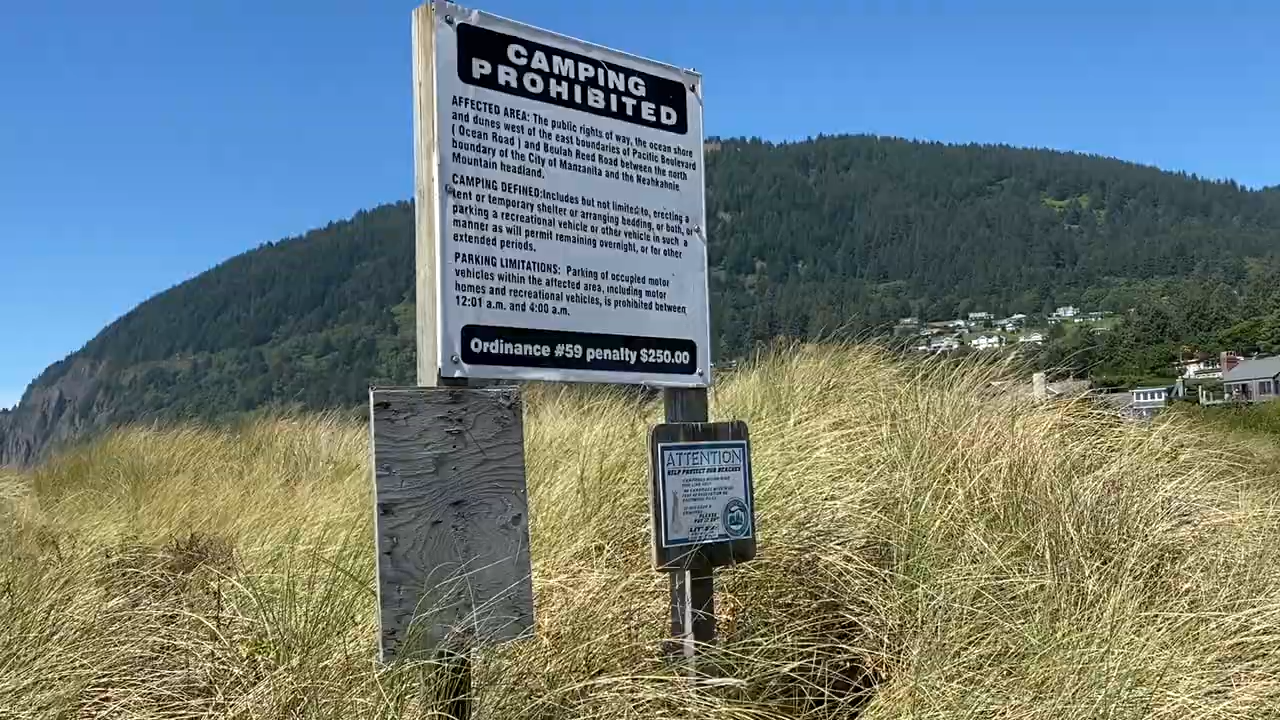 CAMPING
PROHIBITED
AFFECTED AREA: The public rights of way, the ocean shore
and dunes west of the east boundaries of Pacific Boulevard
( Ocean Road ) and Beulah Reed Road between the north
boundary of the City of Manzanita and the Neahkahnie
Mountain headland.
CAMPING DEFINED:Includes but not limited to, erecting a
tent or temporary shelter or arranging bedding, or both, or
parking a recreational vehicle or other vehicle in such a
manner as will permit remaining overnight, or for other
extended periods.
PARKING LIMITATIONS: Parking of occupied motor
vehicles within the affected area, including motor
homes and recreational vehicles, is prohibited between
12:01 a.m. and 4:00 a.m.
Ordinance #59 penalty $250.00
ATTENTION
HELP PROTECT OUR BEACHES